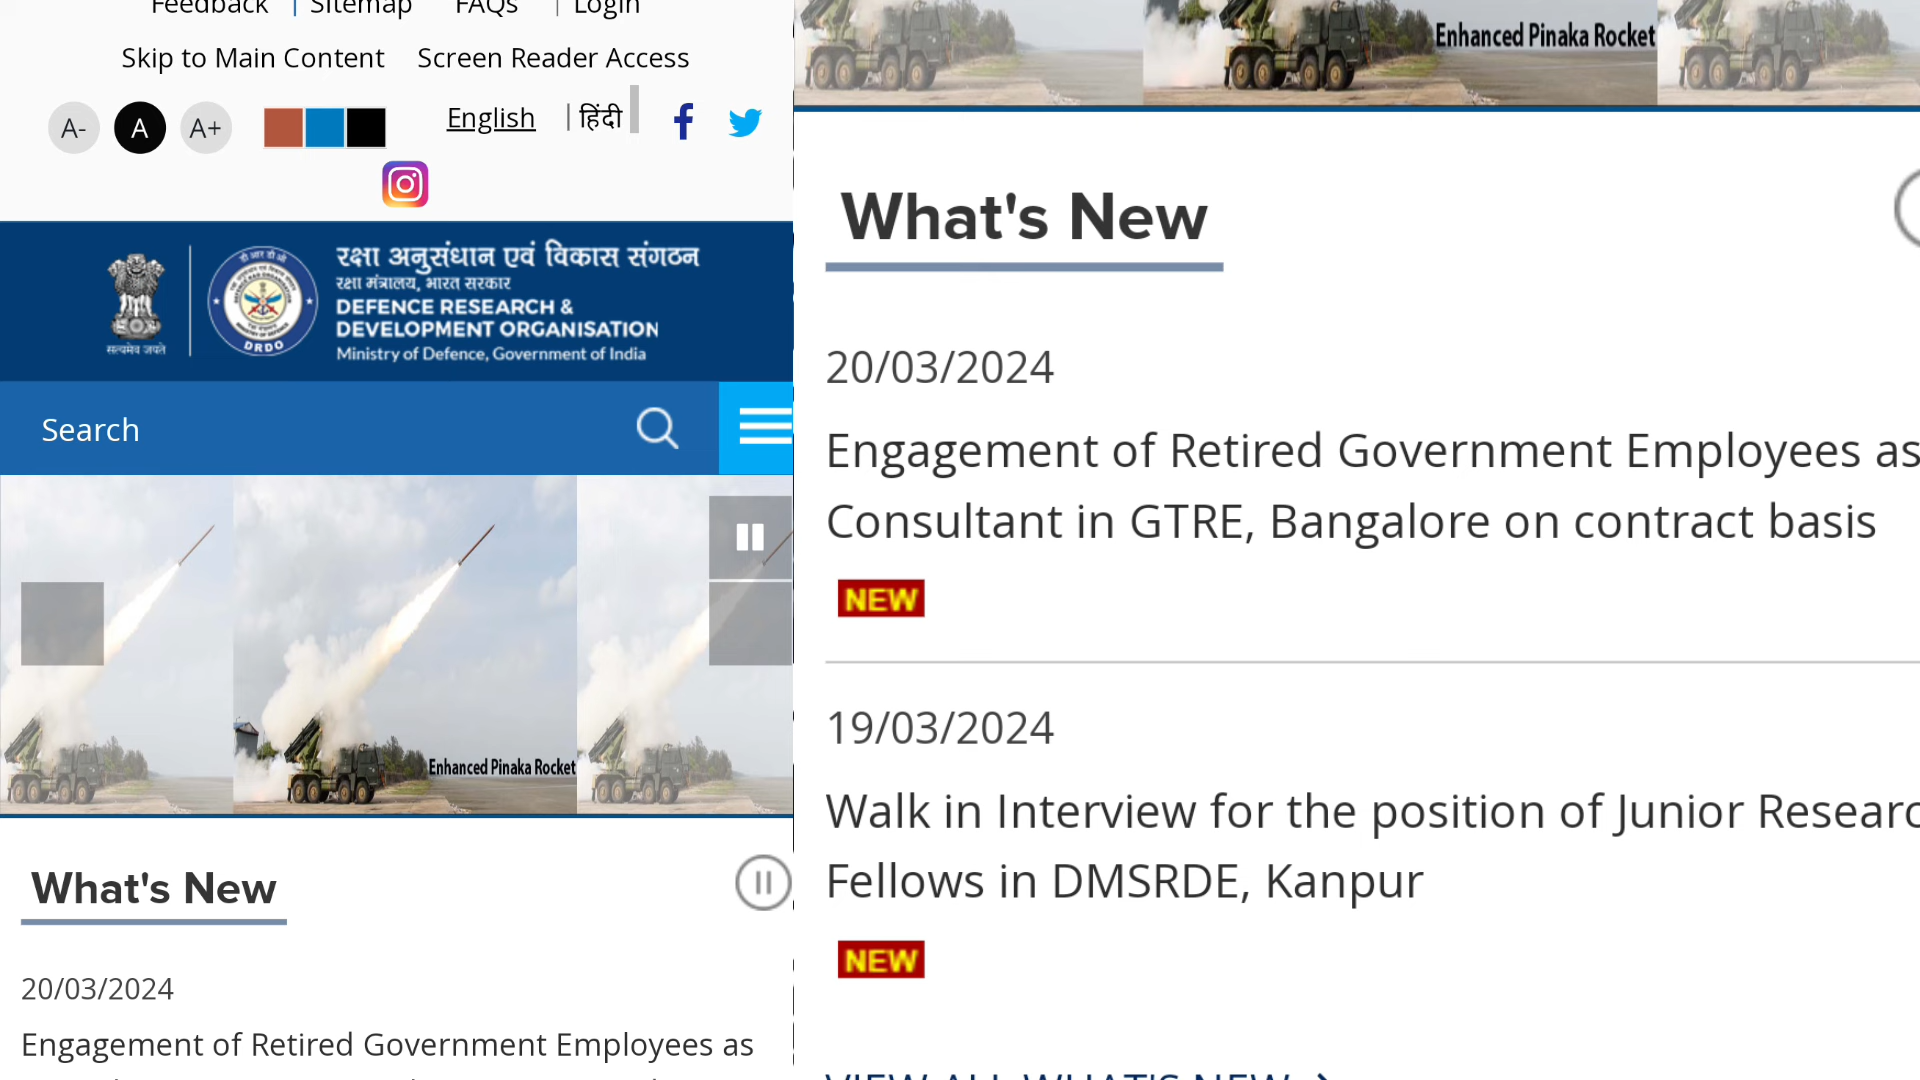 Feedback | Sitemap FAQs | Login
Skip to Main Content Screen Reader Access
A- A A+ English | हिंदी
रक्षा अनुसंधान एवं विकास संगठन
रक्षा मंत्रालय, भारत सरकार
DEFENCE RESEARCH &
DEVELOPMENT ORGANISATION
Ministry of Defence, Government of India
सत्यमेव जयते
DRDO
Search
Enhanced Pinaka Rocket
What's New
20/03/2024
Engagement of Retired Government Employees as
Enhanced Pinaka Rocket
What's New
20/03/2024
Engagement of Retired Government Employees as
Consultant in GTRE, Bangalore on contract basis
NEW
19/03/2024
Walk in Interview for the position of Junior Researc
Fellows in DMSRDE, Kanpur
NEW
VIEW ALL WHAT'S NEW